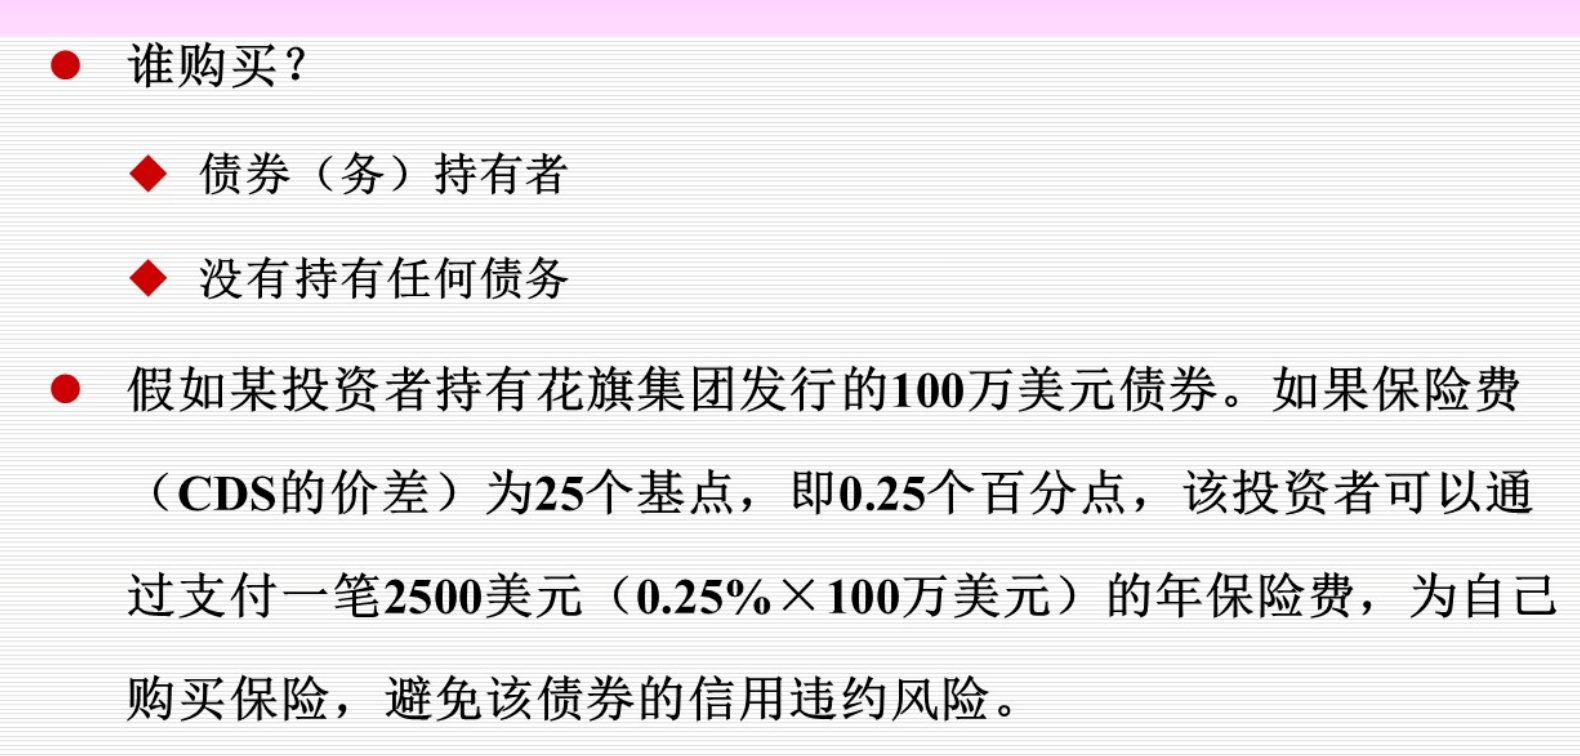 谁购买？
债券（务）持有者
没有持有任何债务
假如某投资者持有花旗集团发行的100万美元债券。如果保险费
（CDS的价差）为25个基点，即0.25个百分点，该投资者可以通
过支付一笔2500美元（0.25%×100万美元）的年保险费，为自己
购买保险，避免该债券的信用违约风险。